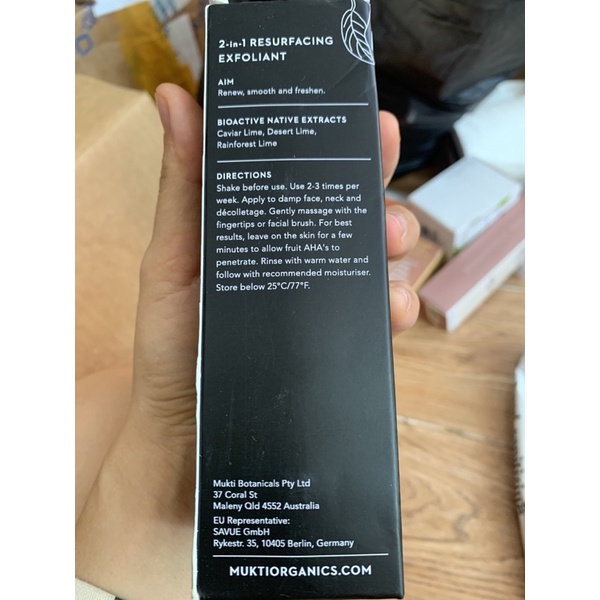 2-in-1 RESURFACING
EXFOLIANT
AIM
Renew, smooth and freshen.
BIOACTIVE NATIVE EXTRACTS
Caviar Lime, Desert Lime,
Rainforest Lime
DIRECTIONS
Shake before use. Use 2-3 times per
week. Apply to damp face, neck and
décolletage. Gently massage with the
fingertips or facial brush. For best
results, leave on the skin for a few
minutes to allow fruit AHA's to
penetrate. Rinse with warm water and
follow with recommended moisturiser.
Store below 25°C/77°F.
Mukti Botanicals Pty Ltd
37 Coral St
Maleny Qld 4552 Australia
EU Representative:
SAVUE GmbH
Rykestr. 35, 10405 Berlin, Germany
MUKTIORGANICS.COM